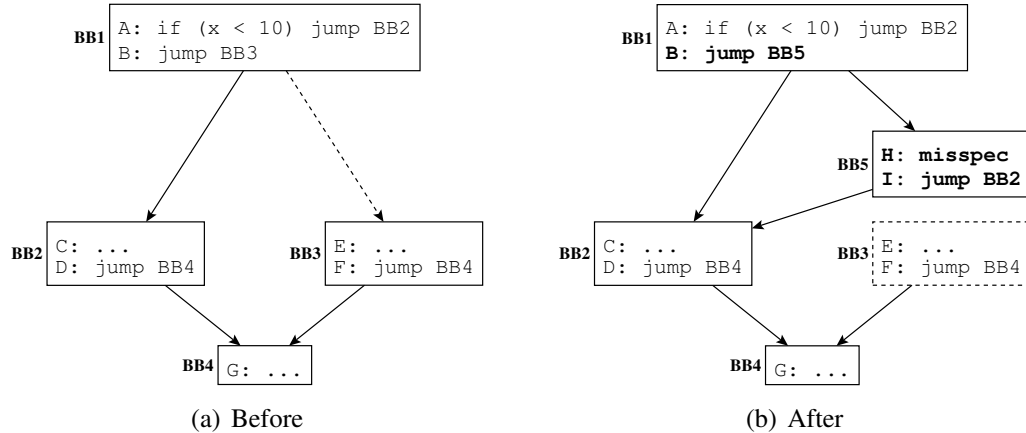 BB1
A: if (x < 10) jump BB2
B: jump BB3
BB2
C: ...
D: jump BB4
BB3
E: ...
F: jump BB4
BB4
G: ...
(a) Before
BB1
A: if (x < 10) jump BB2
B: jump BB5
BB5
H: misspec
I: jump BB2
BB2
C: ...
D: jump BB4
BB3
E: ...
F: jump BB4
BB4
G: ...
(b) After